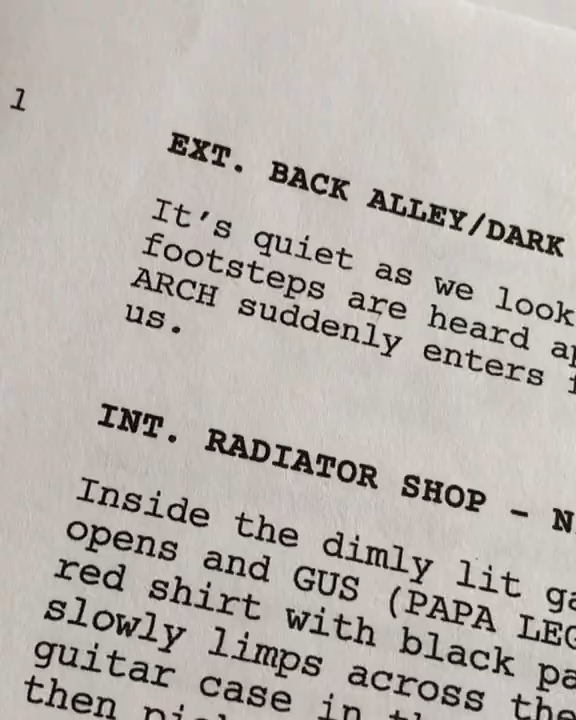 1
EXT. BACK ALLEY/DARK
It's quiet as we look
footsteps are heard
ARCH suddenly enters
us.
INT. RADIATOR SHOP -
Inside the dimly lit
opens and GUS (PAPA
red shirt with black
slowly limps across the
guitar case in
then